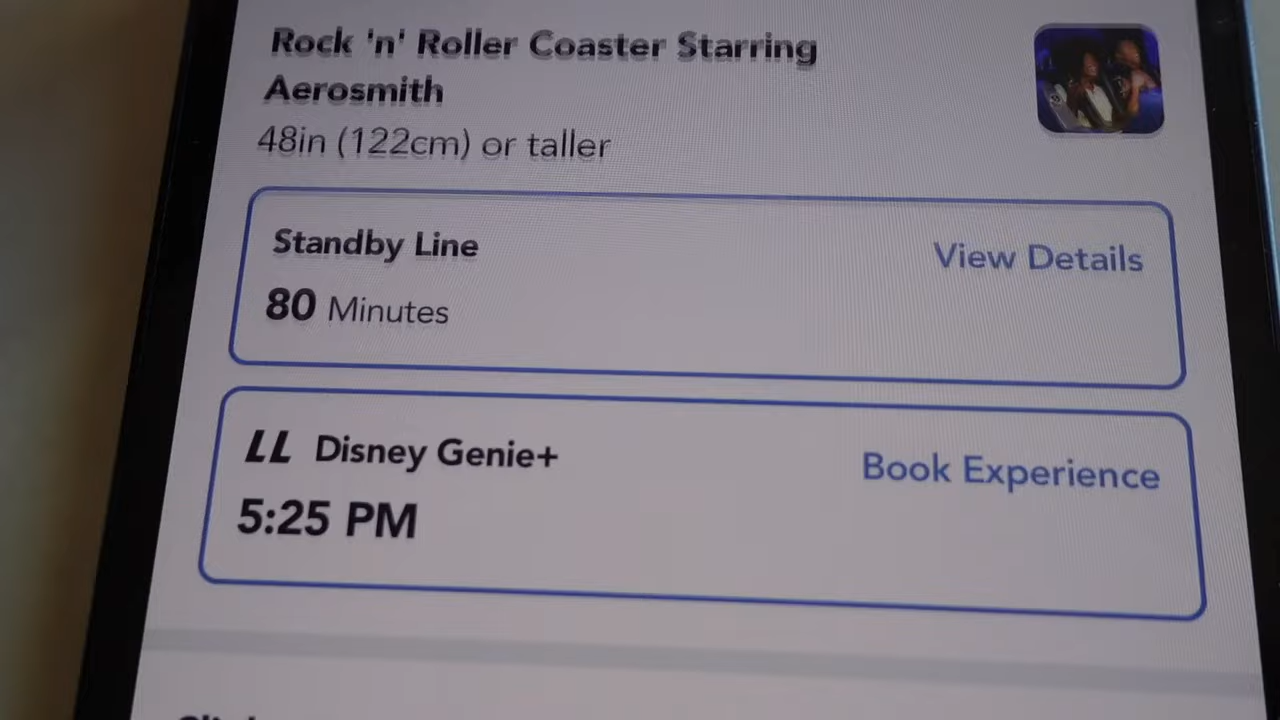 Rock 'n' Roller Coaster Starring
Aerosmith
48in (122cm) or taller
Standby Line
View Details
80 Minutes
LL Disney Genie+
Book Experience
5:25 PM